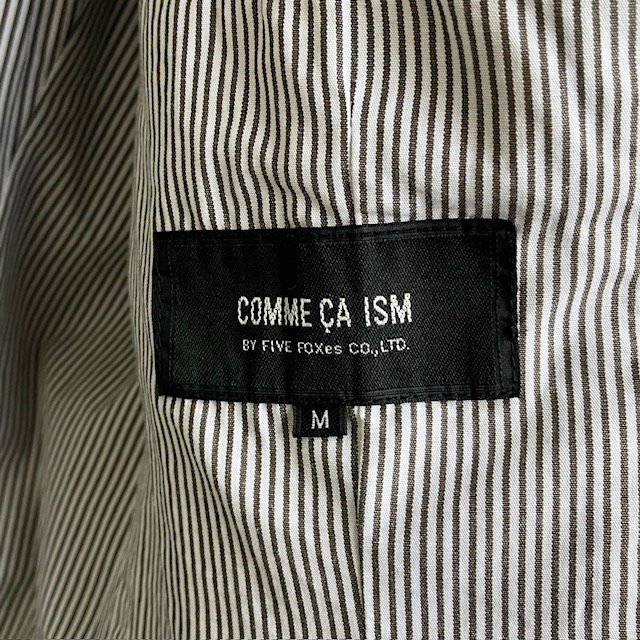 COMME ÇA ISM
BY FIVE FOXes CO.,LTD.
M